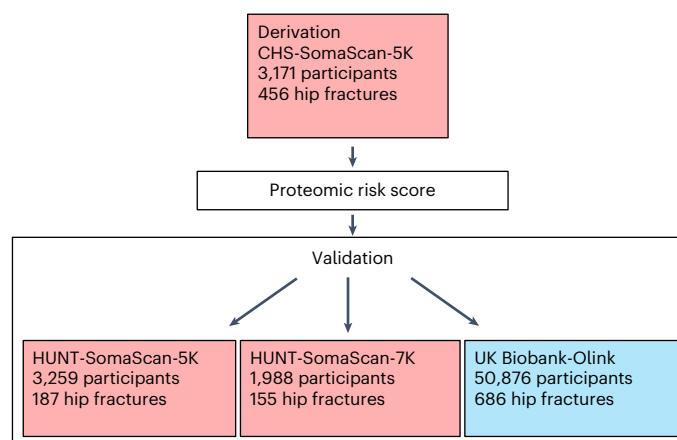 Derivation
CHS-SomaScan-5K
3,171 participants
456 hip fractures
Proteomic risk score
Validation
HUNT-SomaScan-5K
3,259 participants
187 hip fractures
HUNT-SomaScan-7K
1,988 participants
155 hip fractures
UK Biobank-Olink
50,876 participants
686 hip fractures